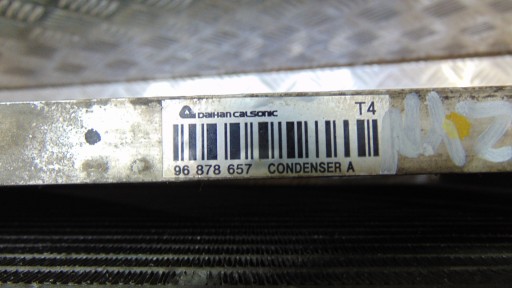 DAIHAN CALSONIC T4
96 878 657 CONDENSER A